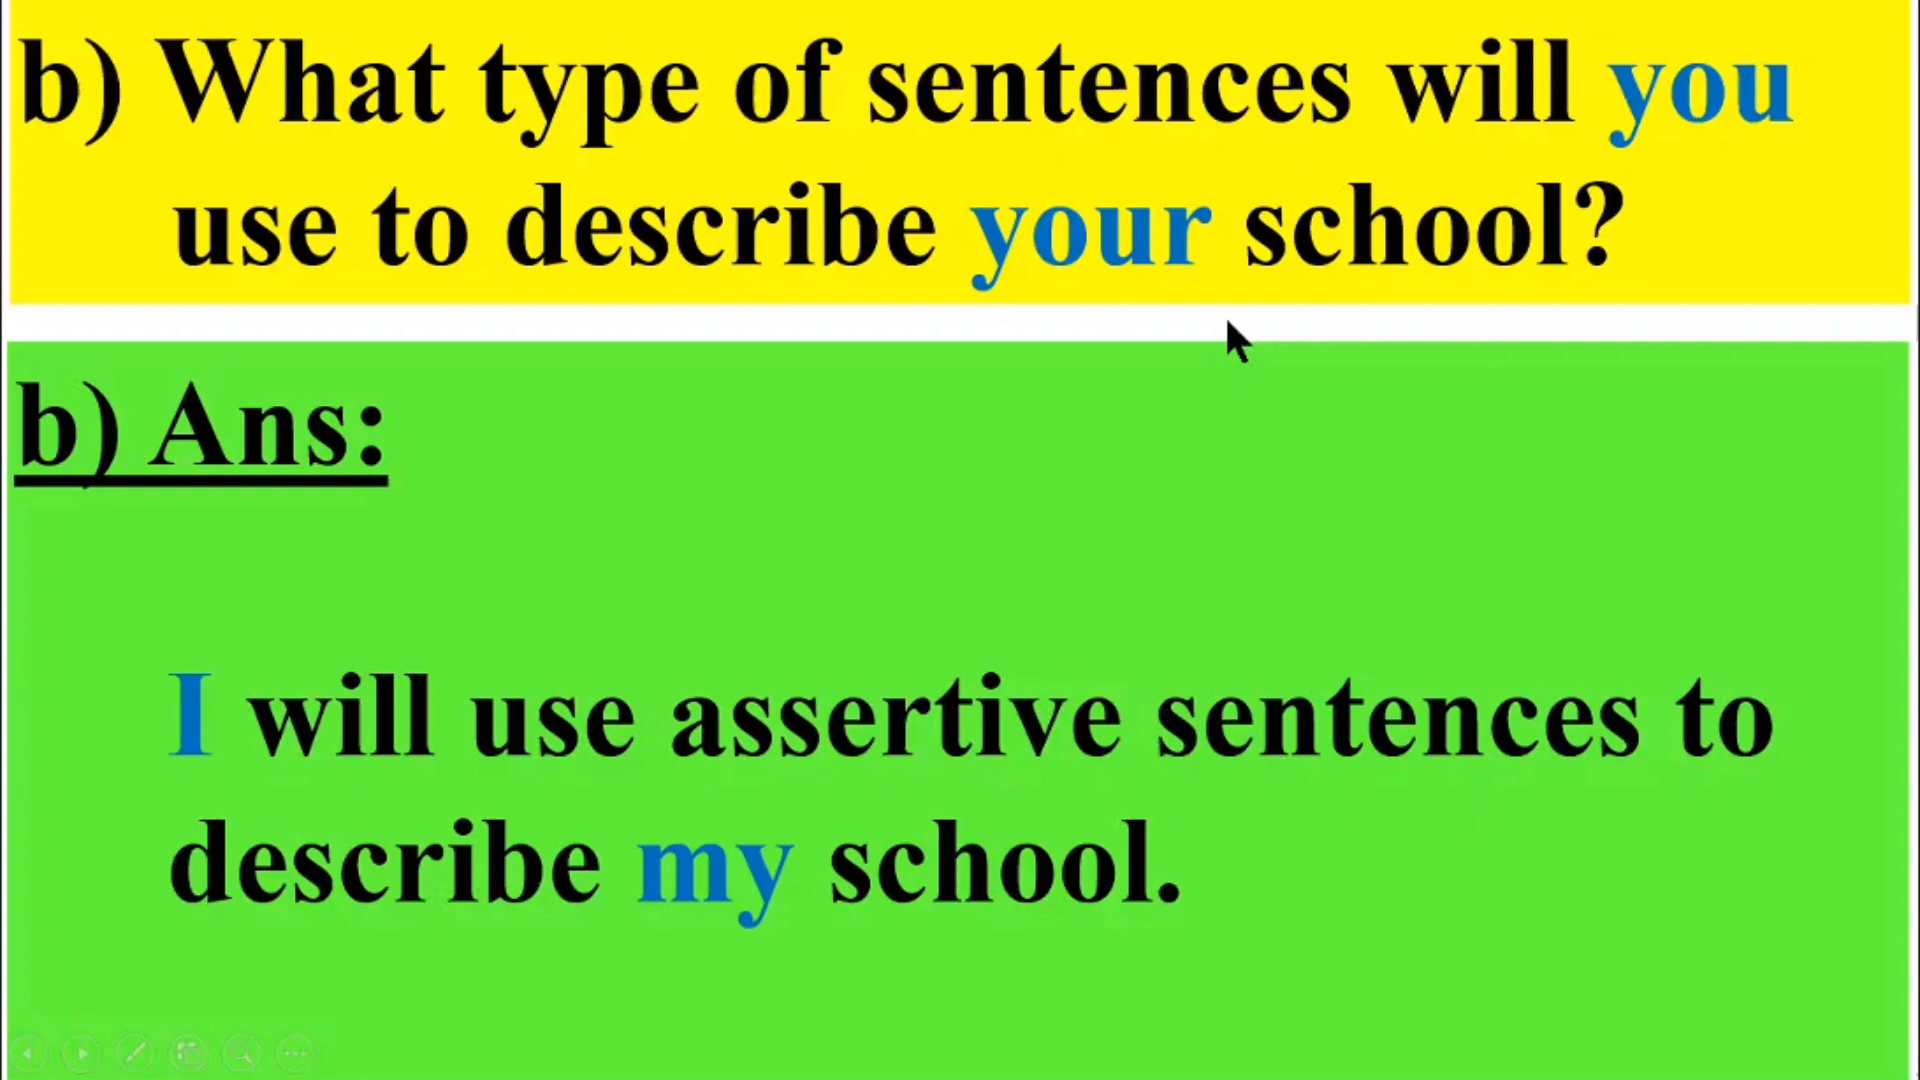 b) What type of sentences will you
use to describe your school?
b) Ans:
I will use assertive sentences to
describe my school.